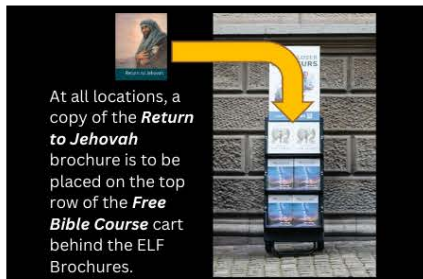 Return to Jehovah
At all locations, a
copy of the Return
to Jehovah
brochure is to be
placed on the top
row of the Free
Bible Course cart
behind the ELF
Brochures.